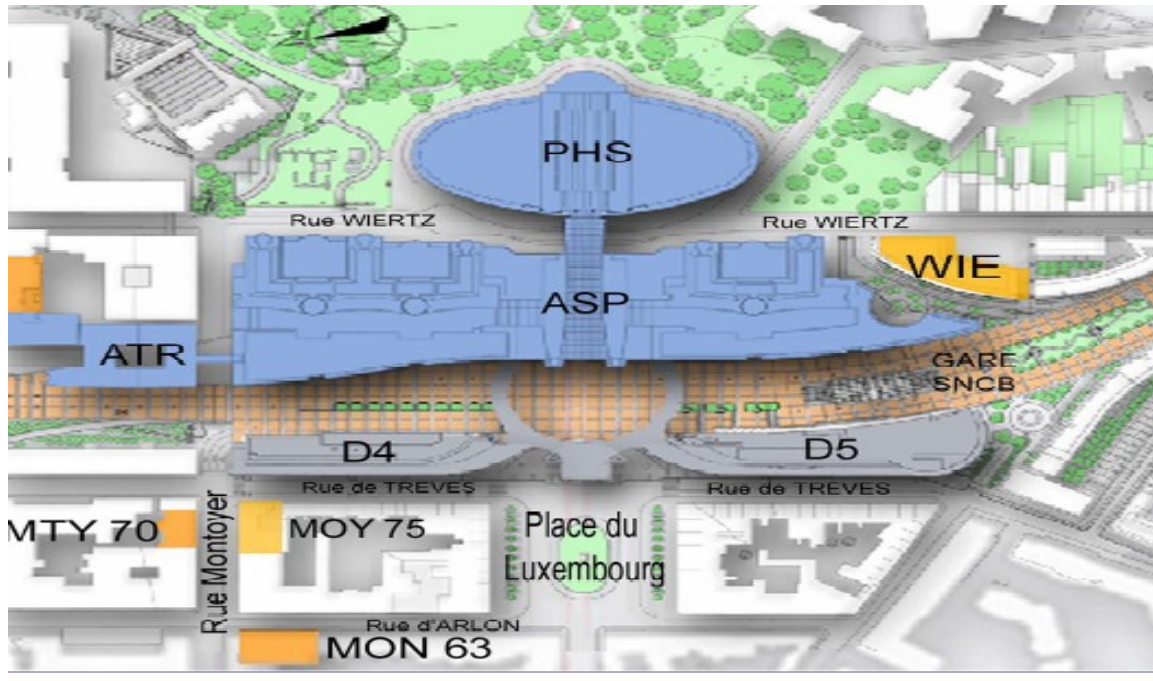 PHS
Rue WIERTZ
Rue WIERTZ
WIE
ASP
ATR
GARE
SNCB
D4
D5
Rue de TREVES
Rue de TREVES
MTY 70
Rue Montoyer
MOY 75
Place du
Luxembourg
Rue d'ARLON
MON 63